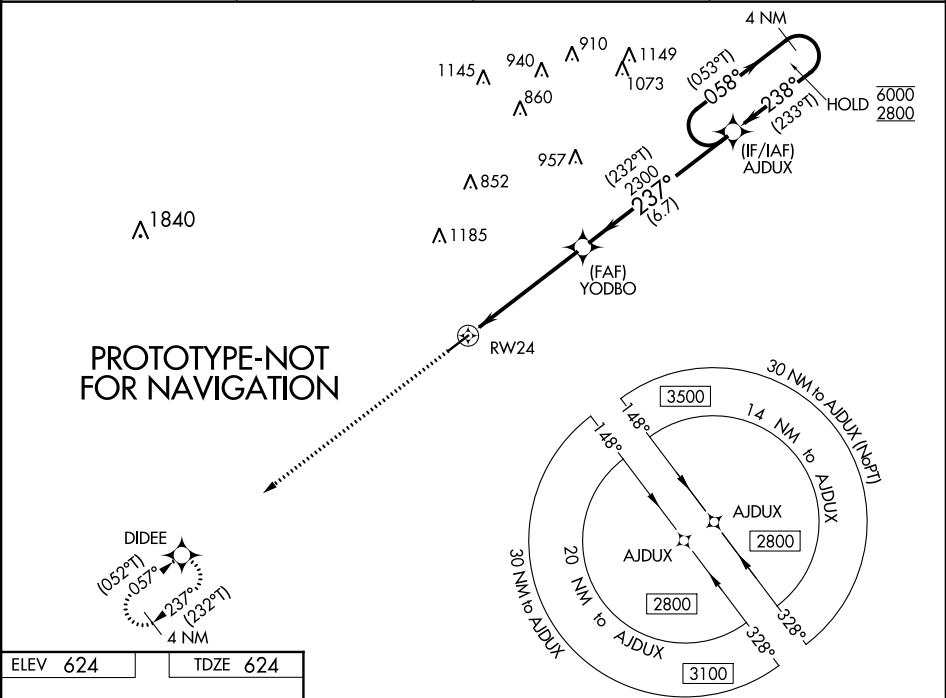 4 NM
910
940
1149
1145
1073
860
(053°T)
058°
238°
(233°T)
HOLD 6000
2800
(IF/IAF)
AJDUX
957
(232°T)
2300
237°
(6.7)
852
1840
1185
(FAF)
YODBO
RW24
PROTOTYPE-NOT
FOR NAVIGATION
30 NM to AJDUX (NoPT)
3500
14 NM to AJDUX
148°
148°
AJDUX
2800
AJDUX
20 NM to AJDUX
30 NM to AJDUX
2800
328°
328°
3100
DIDEE
(052°T)
057°
237°
(232°T)
4 NM
ELEV 624
TDZE 624